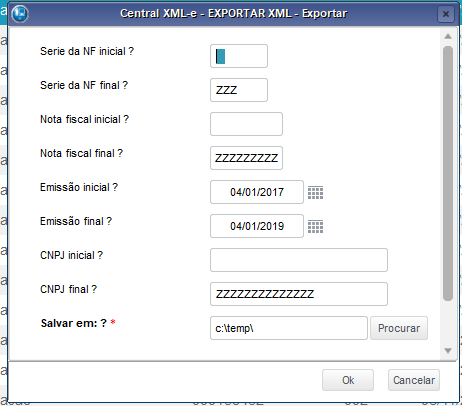 Central XML-e - EXPORTAR XML - Exportar
Serie da NF inicial ?
Serie da NF final ? ZZZ
Nota fiscal inicial ?
Nota fiscal final ? ZZZZZZZZZ
Emissão inicial ? 04/01/2017
Emissão final ? 04/01/2019
CNPJ inicial ?
CNPJ final ? ZZZZZZZZZZZZZZ
Salvar em: ? * c:\temp\ Procurar
Ok Cancelar